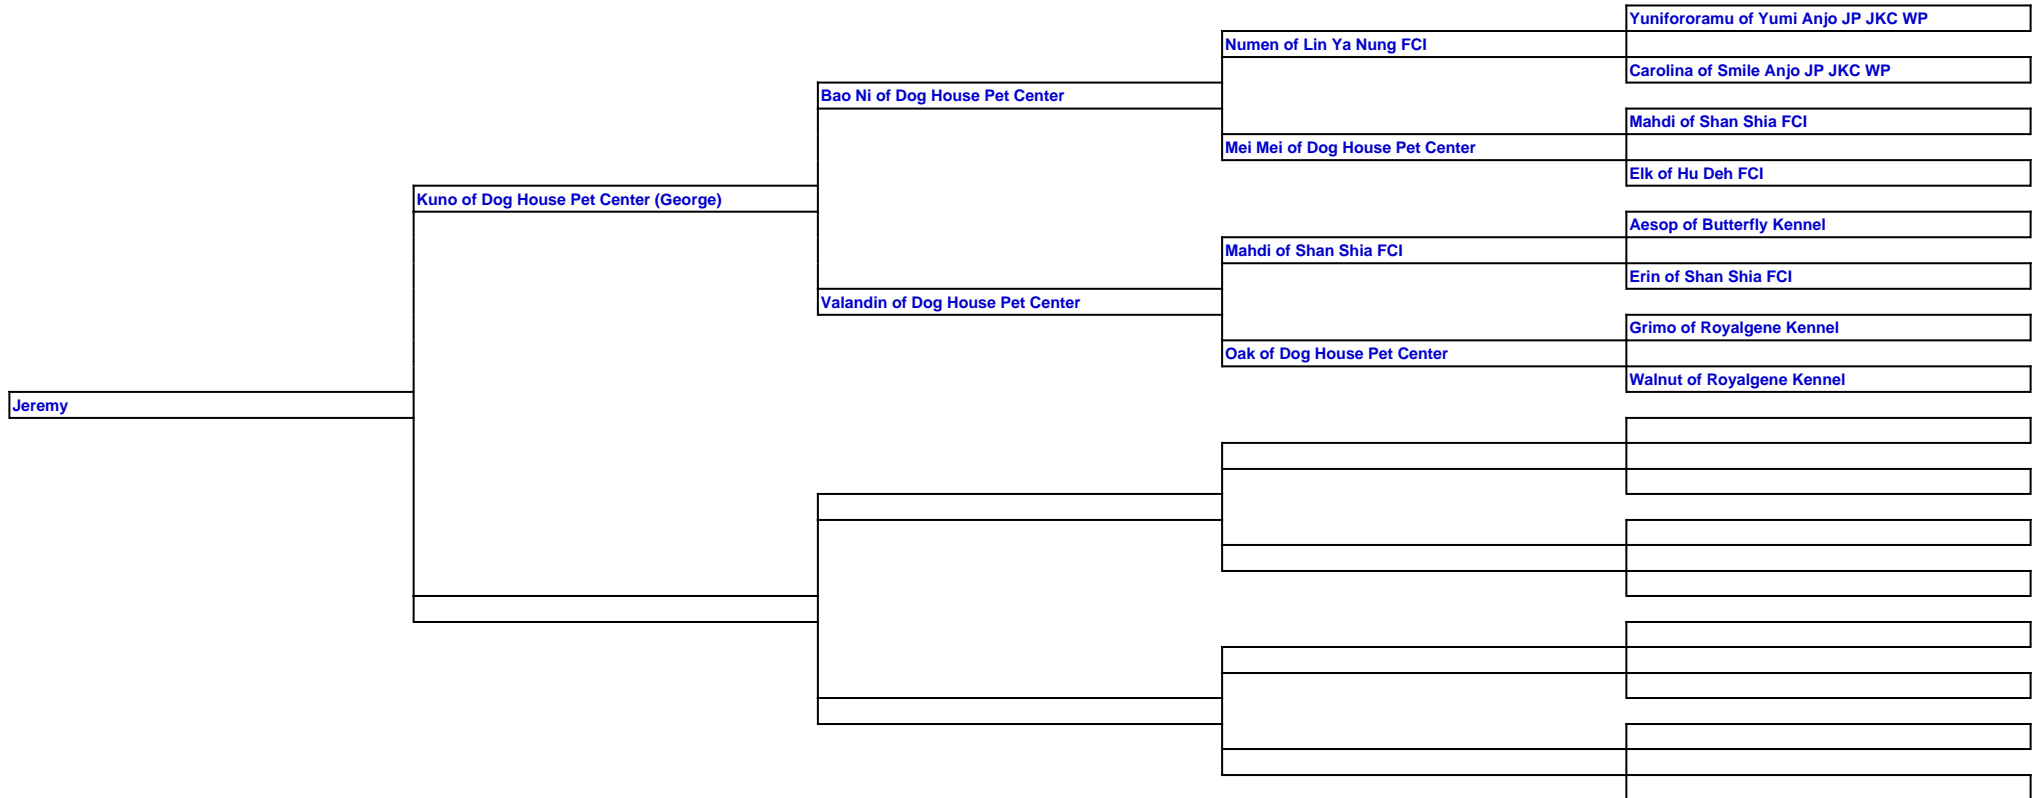 Yunifororamu of Yumi Anjo JP JKC WP
Numen of Lin Ya Nung FCI
Carolina of Smile Anjo JP JKC WP
Bao Ni of Dog House Pet Center
Mahdi of Shan Shia FCI
Mei Mei of Dog House Pet Center
Elk of Hu Deh FCI
Kuno of Dog House Pet Center (George)
Aesop of Butterfly Kennel
Mahdi of Shan Shia FCI
Erin of Shan Shia FCI
Valandin of Dog House Pet Center
Grimo of Royalgene Kennel
Oak of Dog House Pet Center
Walnut of Royalgene Kennel
Jeremy